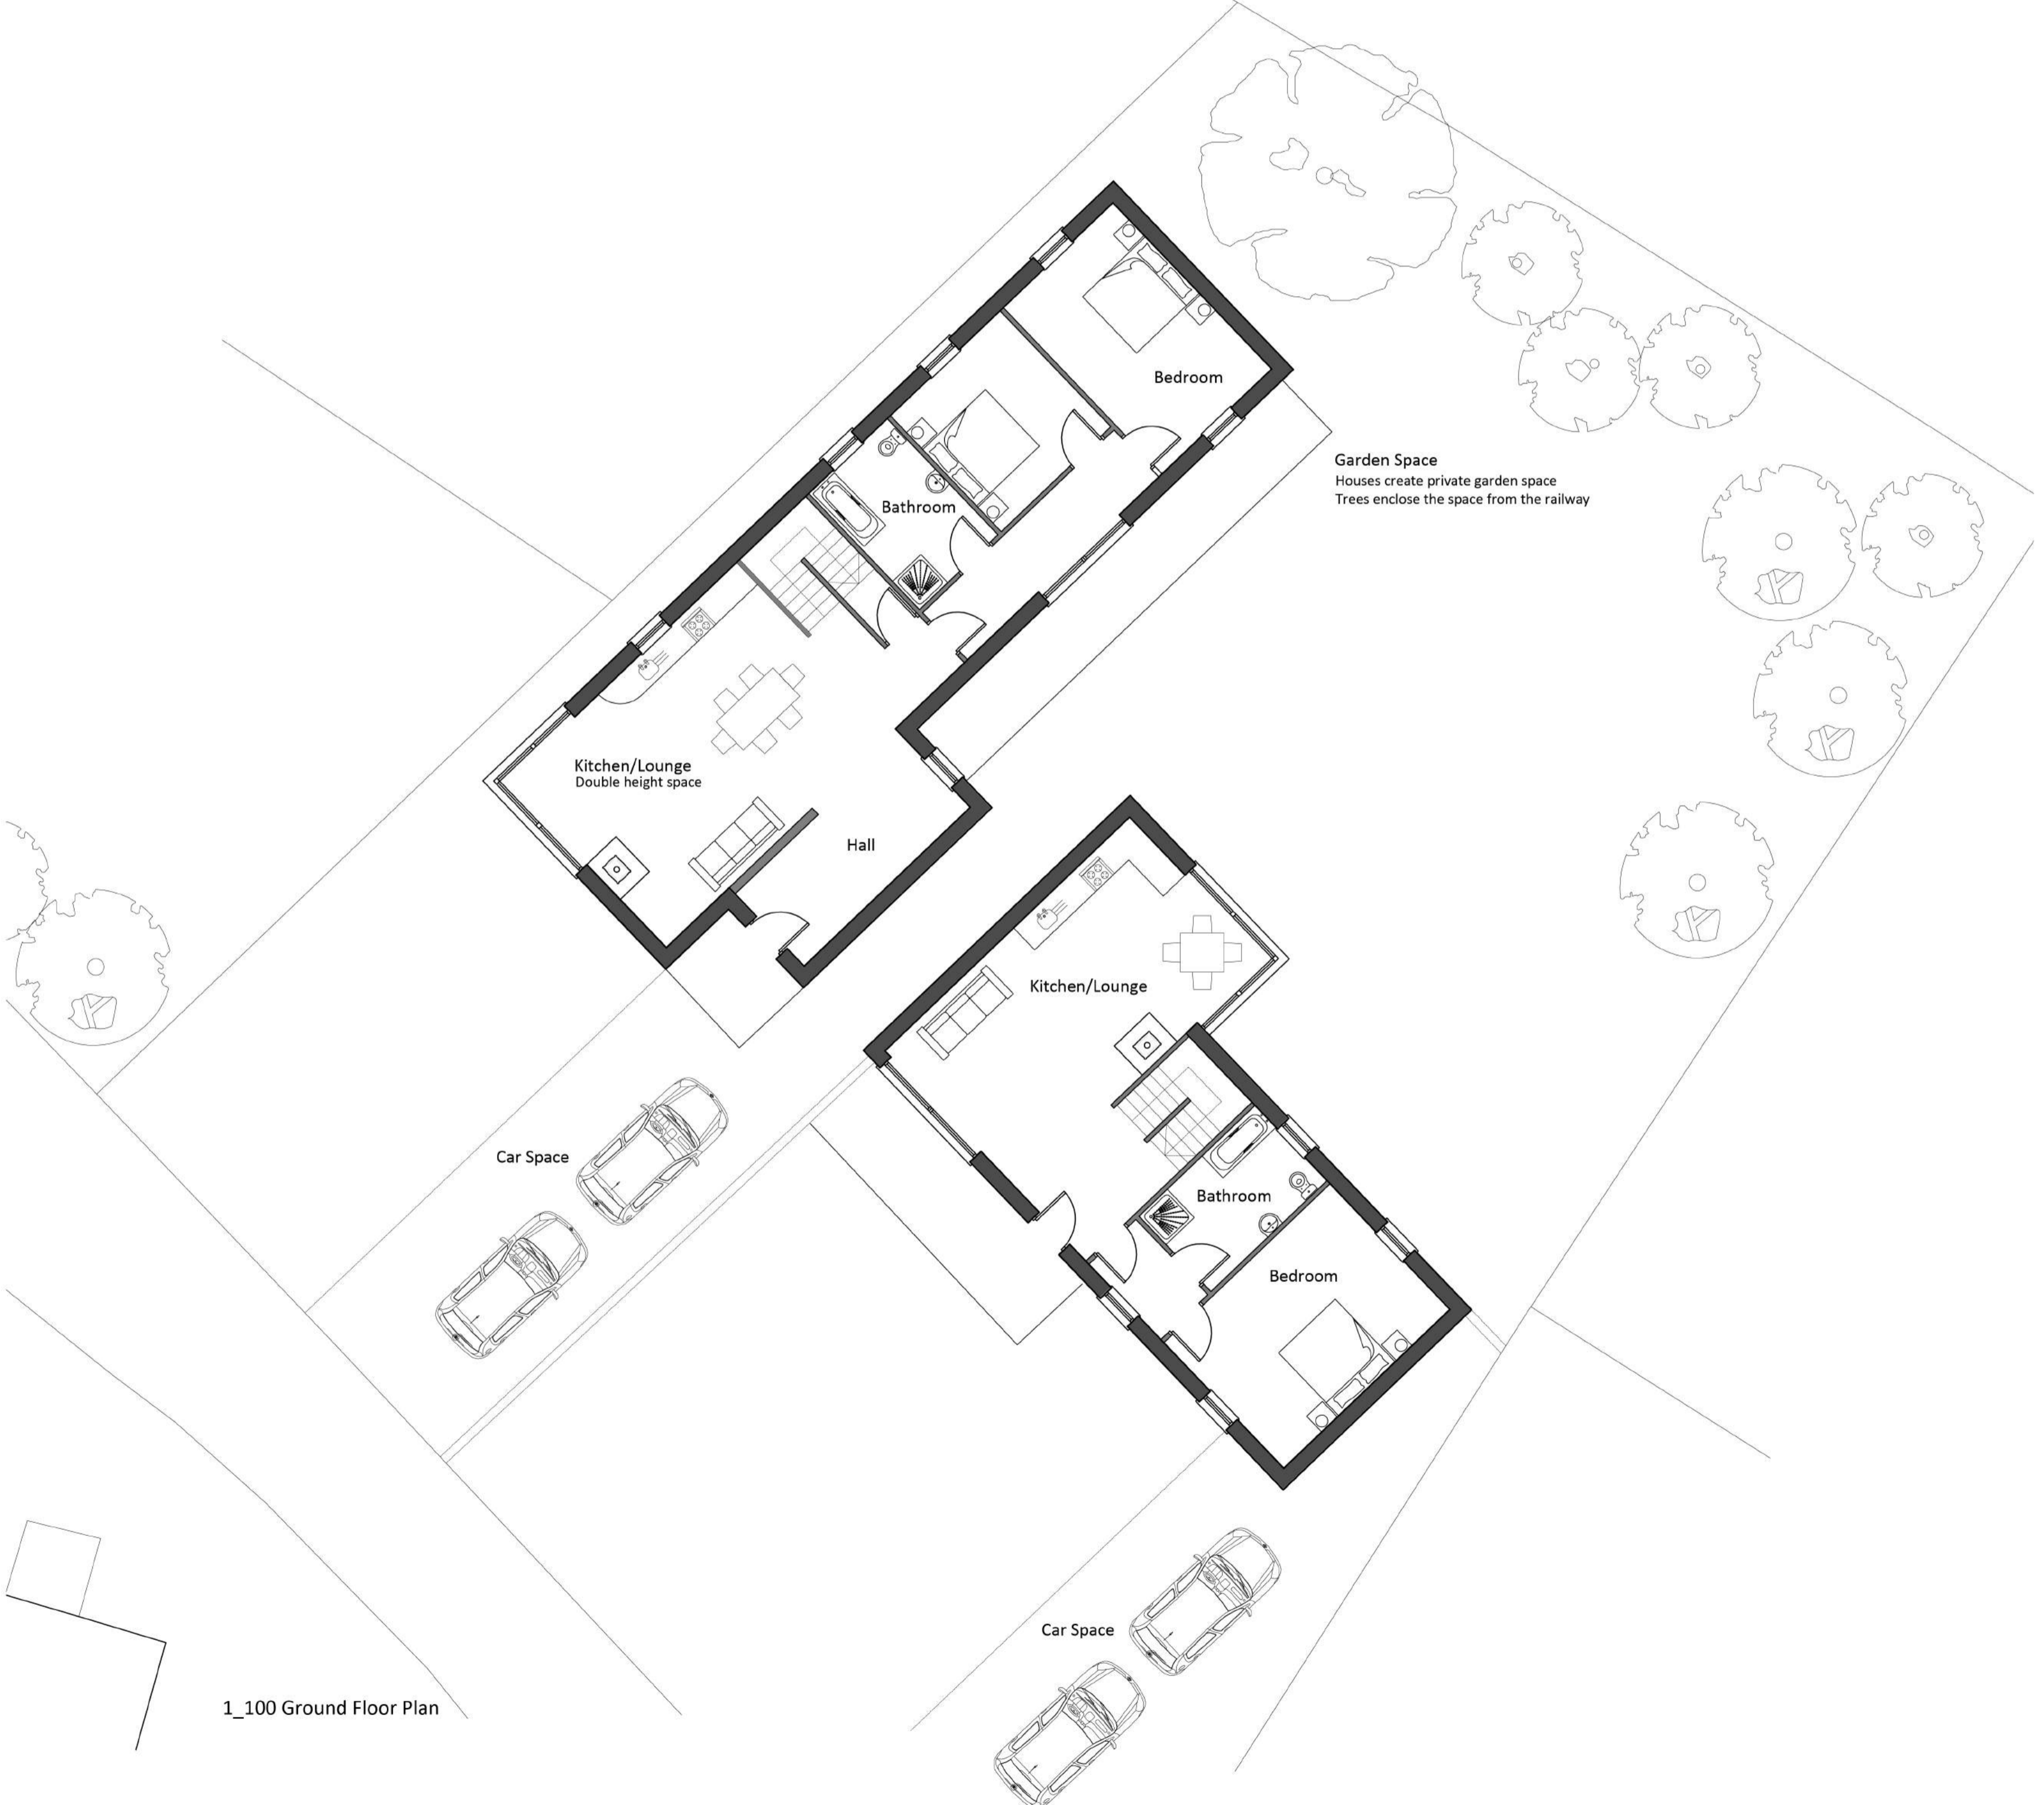 Bedroom
Garden Space
Houses create private garden space
Trees enclose the space from the railway
Bathroom
Kitchen/Lounge
Double height space
Hall
Kitchen/Lounge
Car Space
Bathroom
Bedroom
Car Space
1_100 Ground Floor Plan